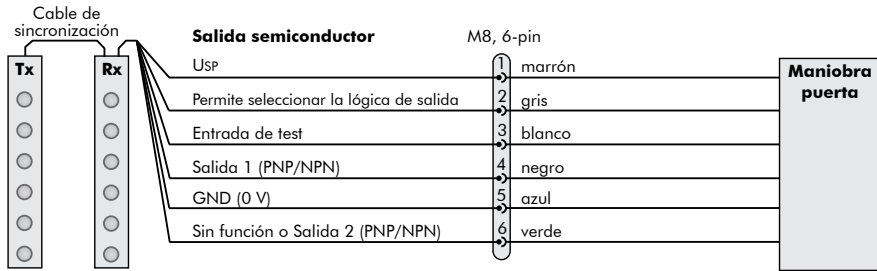 Cable de
sincronización
Salida semiconductor
M8, 6-pin
Tx
Rx
USP
1
marrón
Permite seleccionar la lógica de salida
2
gris
Entrada de test
3
blanco
Salida 1 (PNP/NPN)
4
negro
GND (0 V)
5
azul
Sin función o Salida 2 (PNP/NPN)
6
verde
Maniobra
puerta